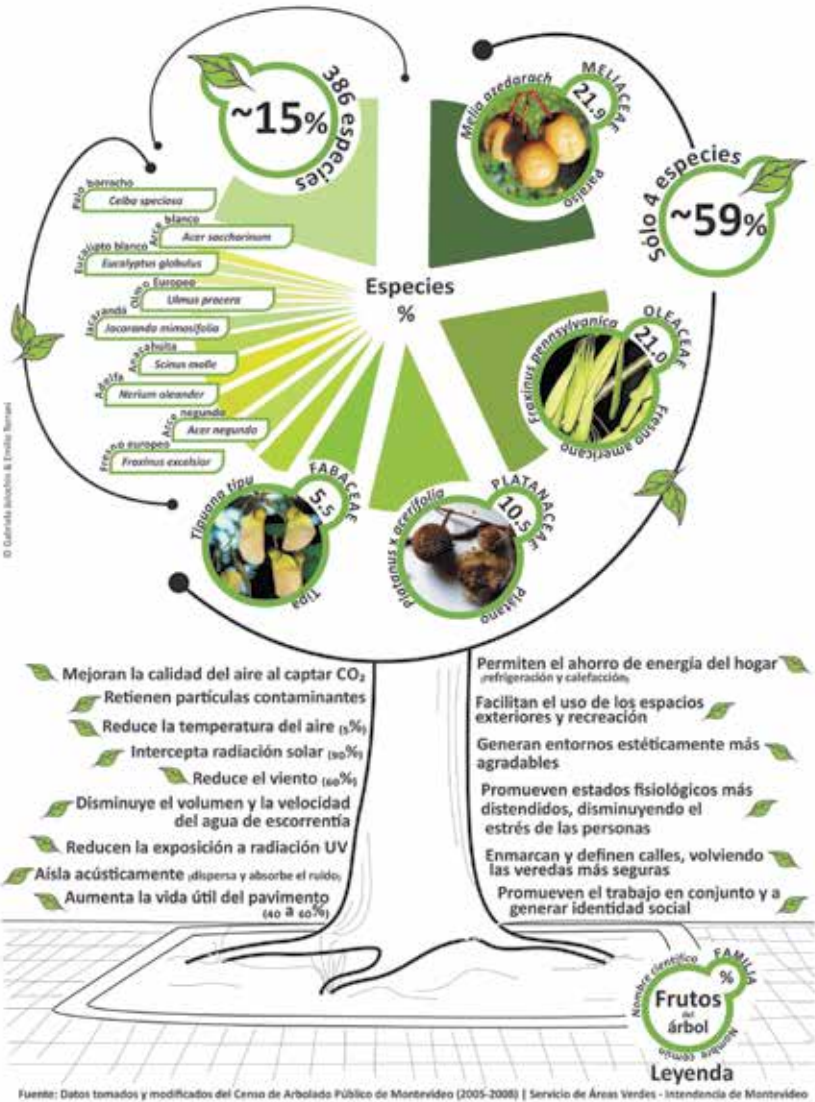 ~15%
386 especies
Palo borracho
Ceiba speciosa
Arce blanco
Acer saccharinum
Eucalipto blanco
Eucalyptus globulus
Olmo Europeo
Ulmus procera
Jacarandá
Jacaranda mimosifolia
Anacahuita
Scinus molle
Adelfa
Nerium oleander
Arce negundo
Acer negundo
Fresno europeo
Fraxinus excelsior
Especies
%
Melia azedarach
MELIACEAE
21.9
Paraíso
Sólo 4 especies
~59%
Fraxinus pennsylvanica
OLEACEAE
21.0
Fresno americano
Platanus x acerifolia
PLATANACEAE
10.5
Plátano
Tipuana tipu
FABACEAE
5.5
Tipa
Mejoran la calidad del aire al captar CO₂
Retienen partículas contaminantes
Reduce la temperatura del aire (5%)
Intercepta radiación solar (90%)
Reduce el viento (60%)
Disminuye el volumen y la velocidad
del agua de escorrentía
Reducen la exposición a radiación UV
Aisla acústicamente (dispersa y absorbe el ruido)
Aumenta la vida útil del pavimento
(40 a 60%)
Permiten el ahorro de energía del hogar
(refrigeración y calefacción)
Facilitan el uso de los espacios
exteriores y recreación
Generan entornos estéticamente más
agradables
Promueven estados fisiológicos más
distendidos, disminuyendo el
estrés de las personas
Enmarcan y definen calles, volviendo
las veredas más seguras
Promueven el trabajo en conjunto y a
generar identidad social
Nombre científico
FAMILIA
%
Frutos
del
árbol
Nombre común
Leyenda
Fuente: Datos tomados y modificados del Censo de Arbolado Público de Montevideo (2005-2008) | Servicio de Áreas Verdes - Intendencia de Montevideo